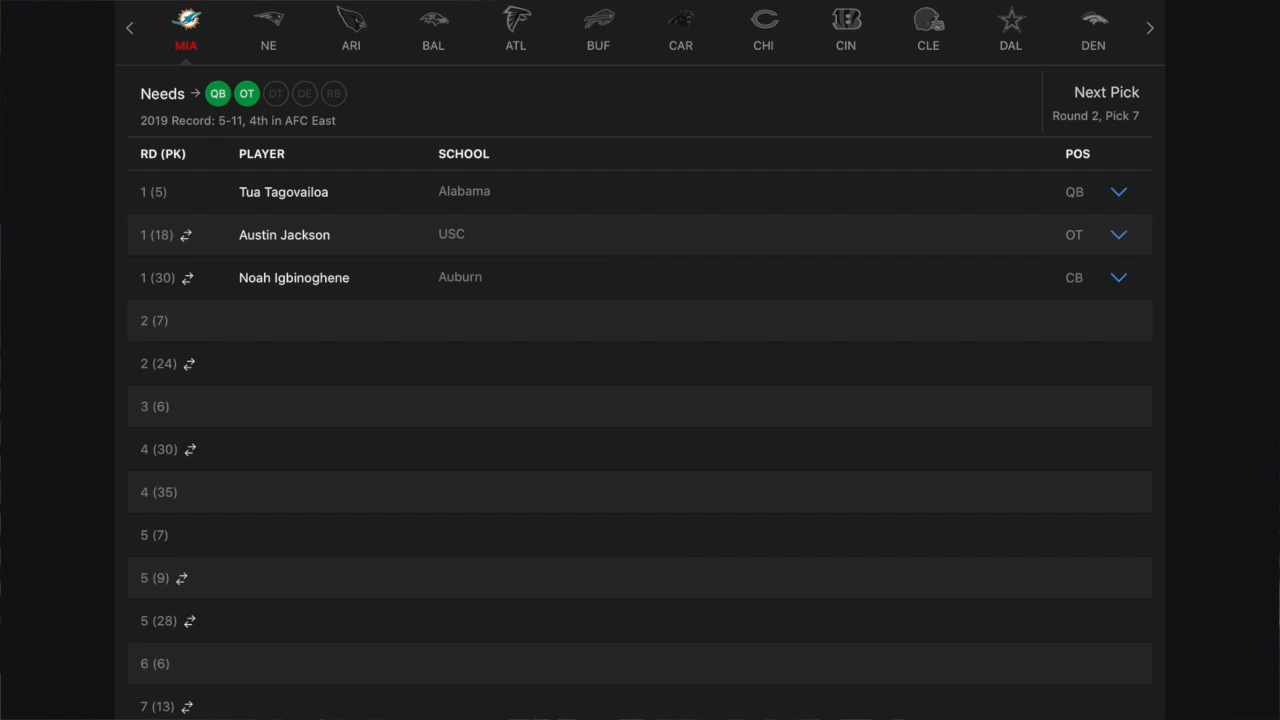 MIA NE ARI BAL ATL BUF CAR CHI CIN CLE DAL DEN
Needs → QB OT DT DE RB
Next Pick
2019 Record: 5-11, 4th in AFC East
Round 2, Pick 7
RD (PK) PLAYER SCHOOL POS
1 (5) Tua Tagovailoa Alabama QB
1 (18) Austin Jackson USC OT
1 (30) Noah Igbinoghene Auburn CB
2 (7)
2 (24)
3 (6)
4 (30)
4 (35)
5 (7)
5 (9)
5 (28)
6 (6)
7 (13)